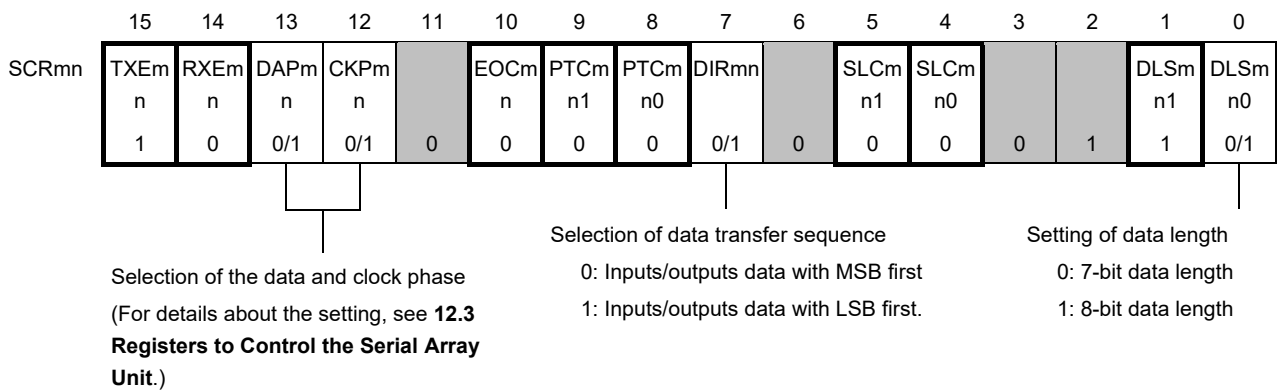 15 14 13 12 11 10 9 8 7 6 5 4 3 2 1 0
SCRmn TXEm RXEm DAPm CKPm EOCm PTCm PTCm DIRmn SLCm SLCm DLSm DLSm
n n n n n n1 n0 n1 n0 n1 n0
1 0 0/1 0/1 0 0 0 0 0/1 0 0 0 0 1 1 0/1
Selection of the data and clock phase
(For details about the setting, see 12.3
Registers to Control the Serial Array
Unit.)
Selection of data transfer sequence
0: Inputs/outputs data with MSB first
1: Inputs/outputs data with LSB first.
Setting of data length
0: 7-bit data length
1: 8-bit data length